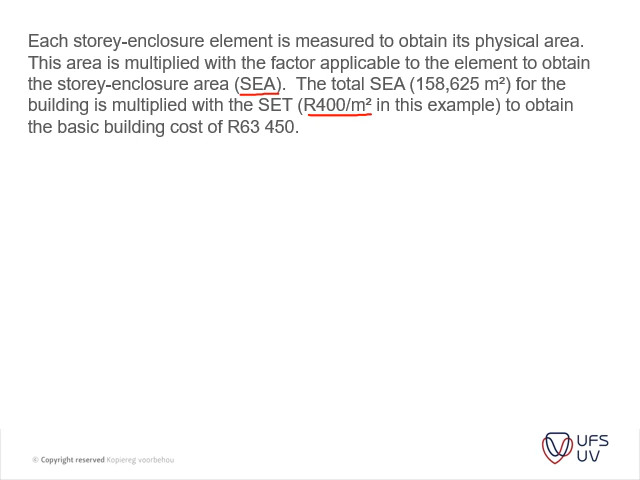 Each storey-enclosure element is measured to obtain its physical area.
This area is multiplied with the factor applicable to the element to obtain
the storey-enclosure area (SEA).  The total SEA (158,625 m²) for the
building is multiplied with the SET (R400/m² in this example) to obtain
the basic building cost of R63 450.
UFS
UV
© Copyright reserved Kopiereg voorbehou